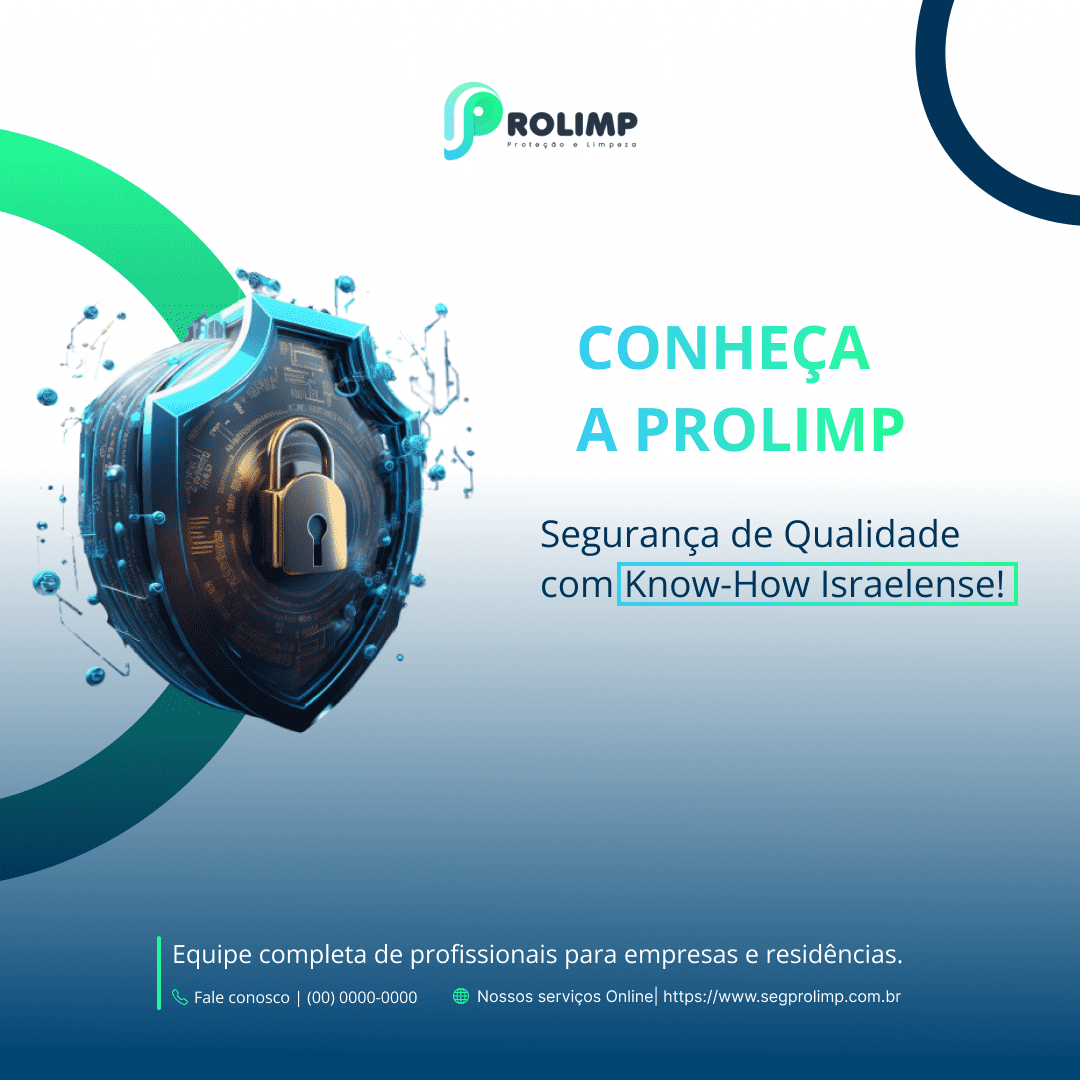 PROLIMP
Proteção e Limpeza
CONHEÇA
A PROLIMP
Segurança de Qualidade
com Know-How Israelense!
Equipe completa de profissionais para empresas e residências.
Fale conosco | (00) 0000-0000
Nossos serviços Online| https://www.segprolimp.com.br